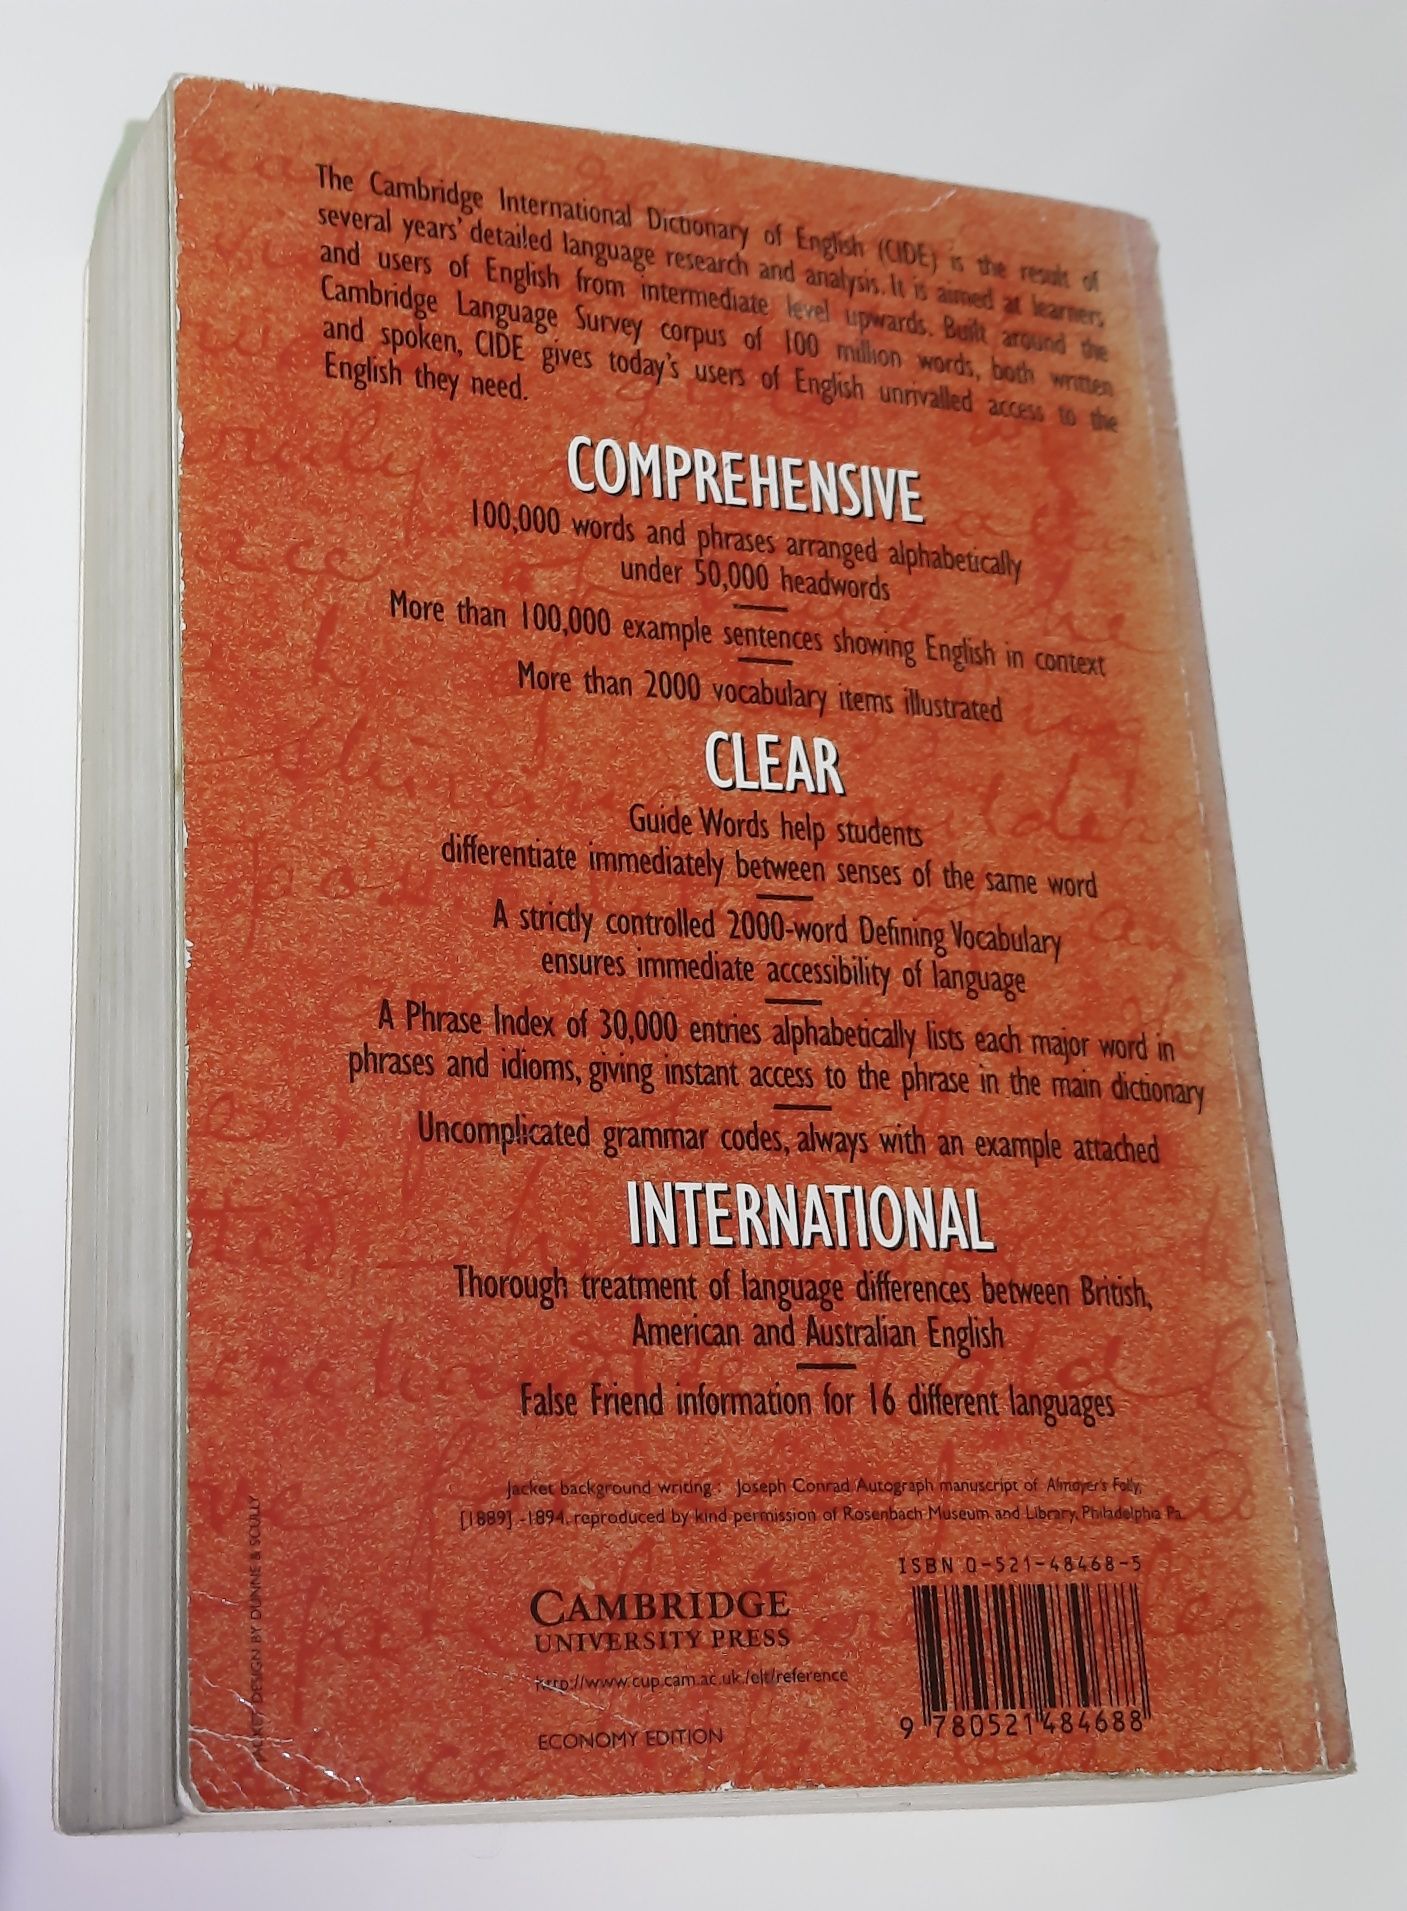 The Cambridge International Dictionary of English (CIDE) is the result of
several years' detailed language research and analysis. It is aimed at learners
and users of English from intermediate level upwards. Built around the
Cambridge Language Survey corpus of 100 million words, both written
and spoken, CIDE gives today's users of English unrivalled access to the
English they need.
COMPREHENSIVE
100,000 words and phrases arranged alphabetically
under 50,000 headwords
More than 100,000 example sentences showing English in context
More than 2000 vocabulary items illustrated
CLEAR
Guide Words help students
differentiate immediately between senses of the same word
A strictly controlled 2000-word Defining Vocabulary
ensures immediate accessibility of language
A Phrase Index of 30,000 entries alphabetically lists each major word in
phrases and idioms, giving instant access to the phrase in the main dictionary
Uncomplicated grammar codes, always with an example attached
INTERNATIONAL
Thorough treatment of language differences between British,
American and Australian English
False Friend information for 16 different languages
Jacket background writing: Joseph Conrad Autograph manuscript of Almayer's Folly,
[1889]-1894, reproduced by kind permission of Rosenbach Museum and Library, Philadelphia Pa.
JACKET DESIGN BY DUNNE & SCULLY
CAMBRIDGE
UNIVERSITY PRESS
http://www.cup.cam.ac.uk/elt/reference
ECONOMY EDITION
ISBN 0-521-48468-5
9 780521 484688